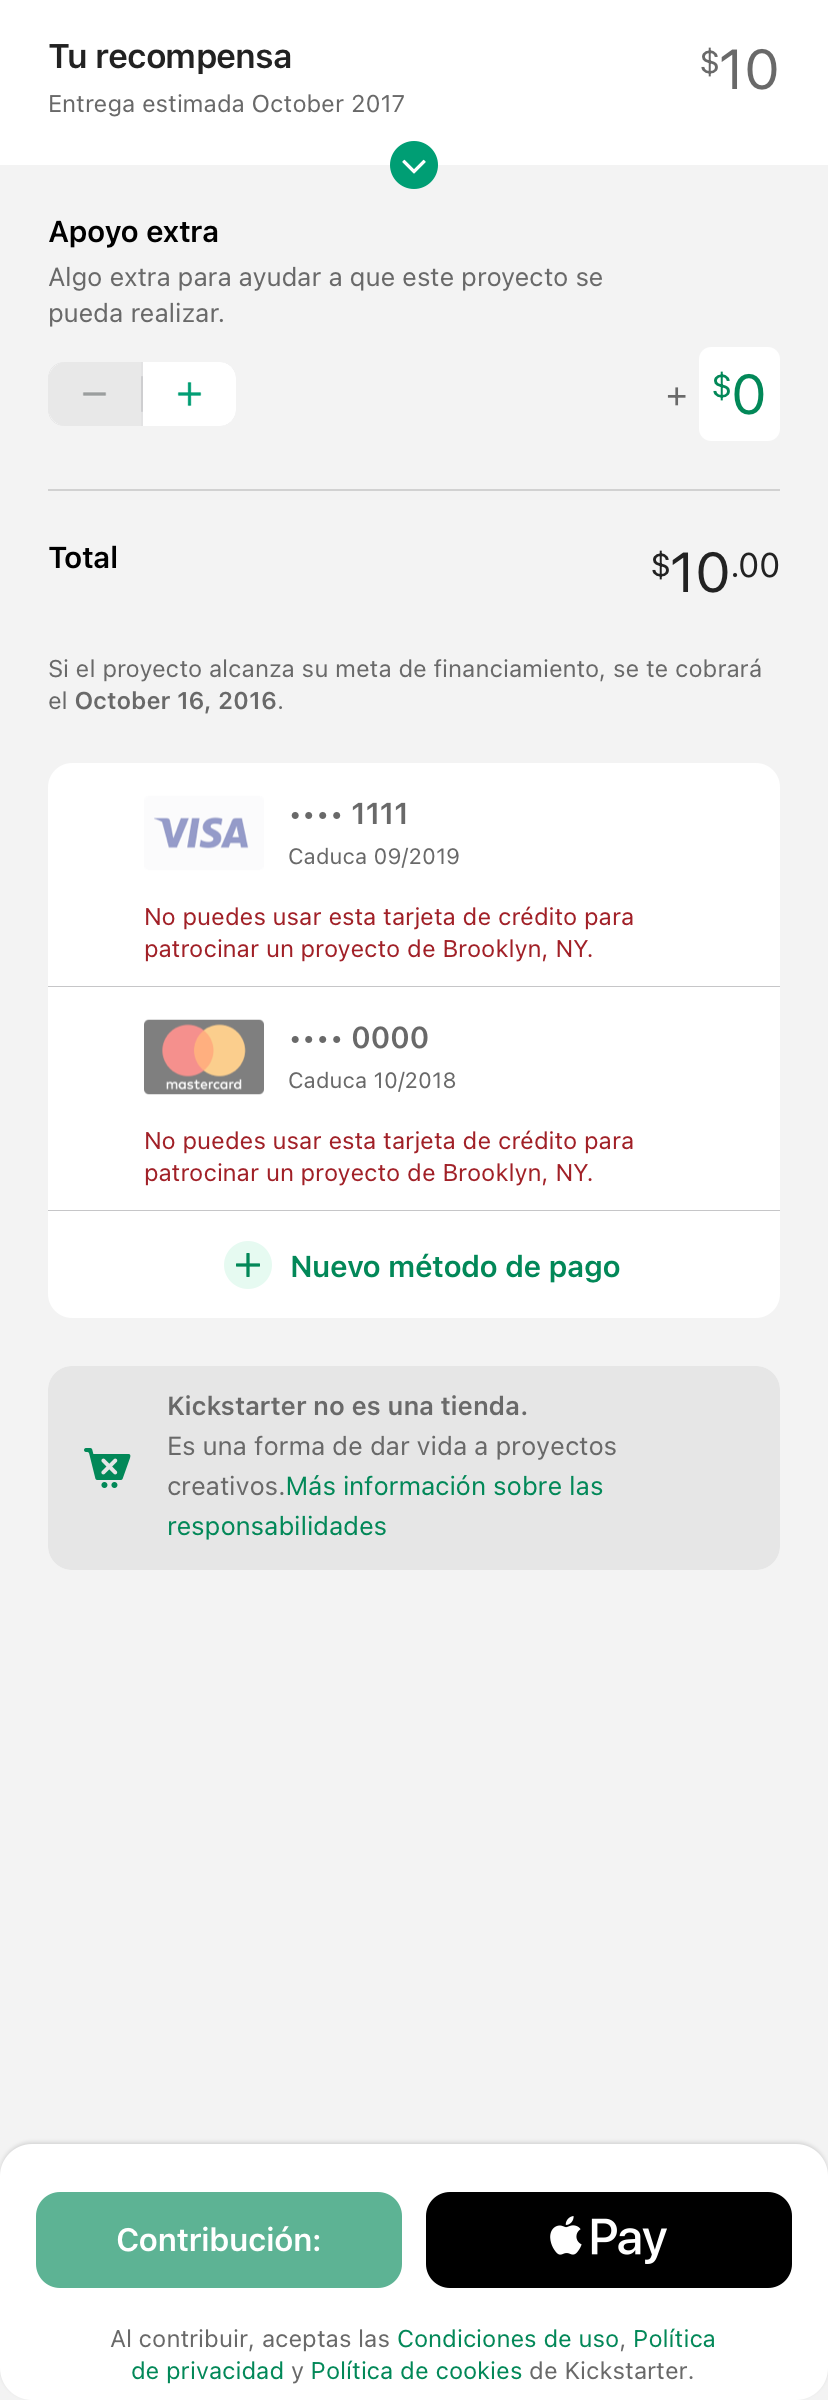 Tu recompensa
$10
Entrega estimada October 2017
Apoyo extra
Algo extra para ayudar a que este proyecto se
pueda realizar.
− +
+ $0
Total
$10.00
Si el proyecto alcanza su meta de financiamiento, se te cobrará
el October 16, 2016.
VISA
•••• 1111
Caduca 09/2019
No puedes usar esta tarjeta de crédito para
patrocinar un proyecto de Brooklyn, NY.
mastercard
•••• 0000
Caduca 10/2018
No puedes usar esta tarjeta de crédito para
patrocinar un proyecto de Brooklyn, NY.
+ Nuevo método de pago
Kickstarter no es una tienda.
Es una forma de dar vida a proyectos
creativos.Más información sobre las
responsabilidades
Contribución:
Pay
Al contribuir, aceptas las Condiciones de uso, Política
de privacidad y Política de cookies de Kickstarter.